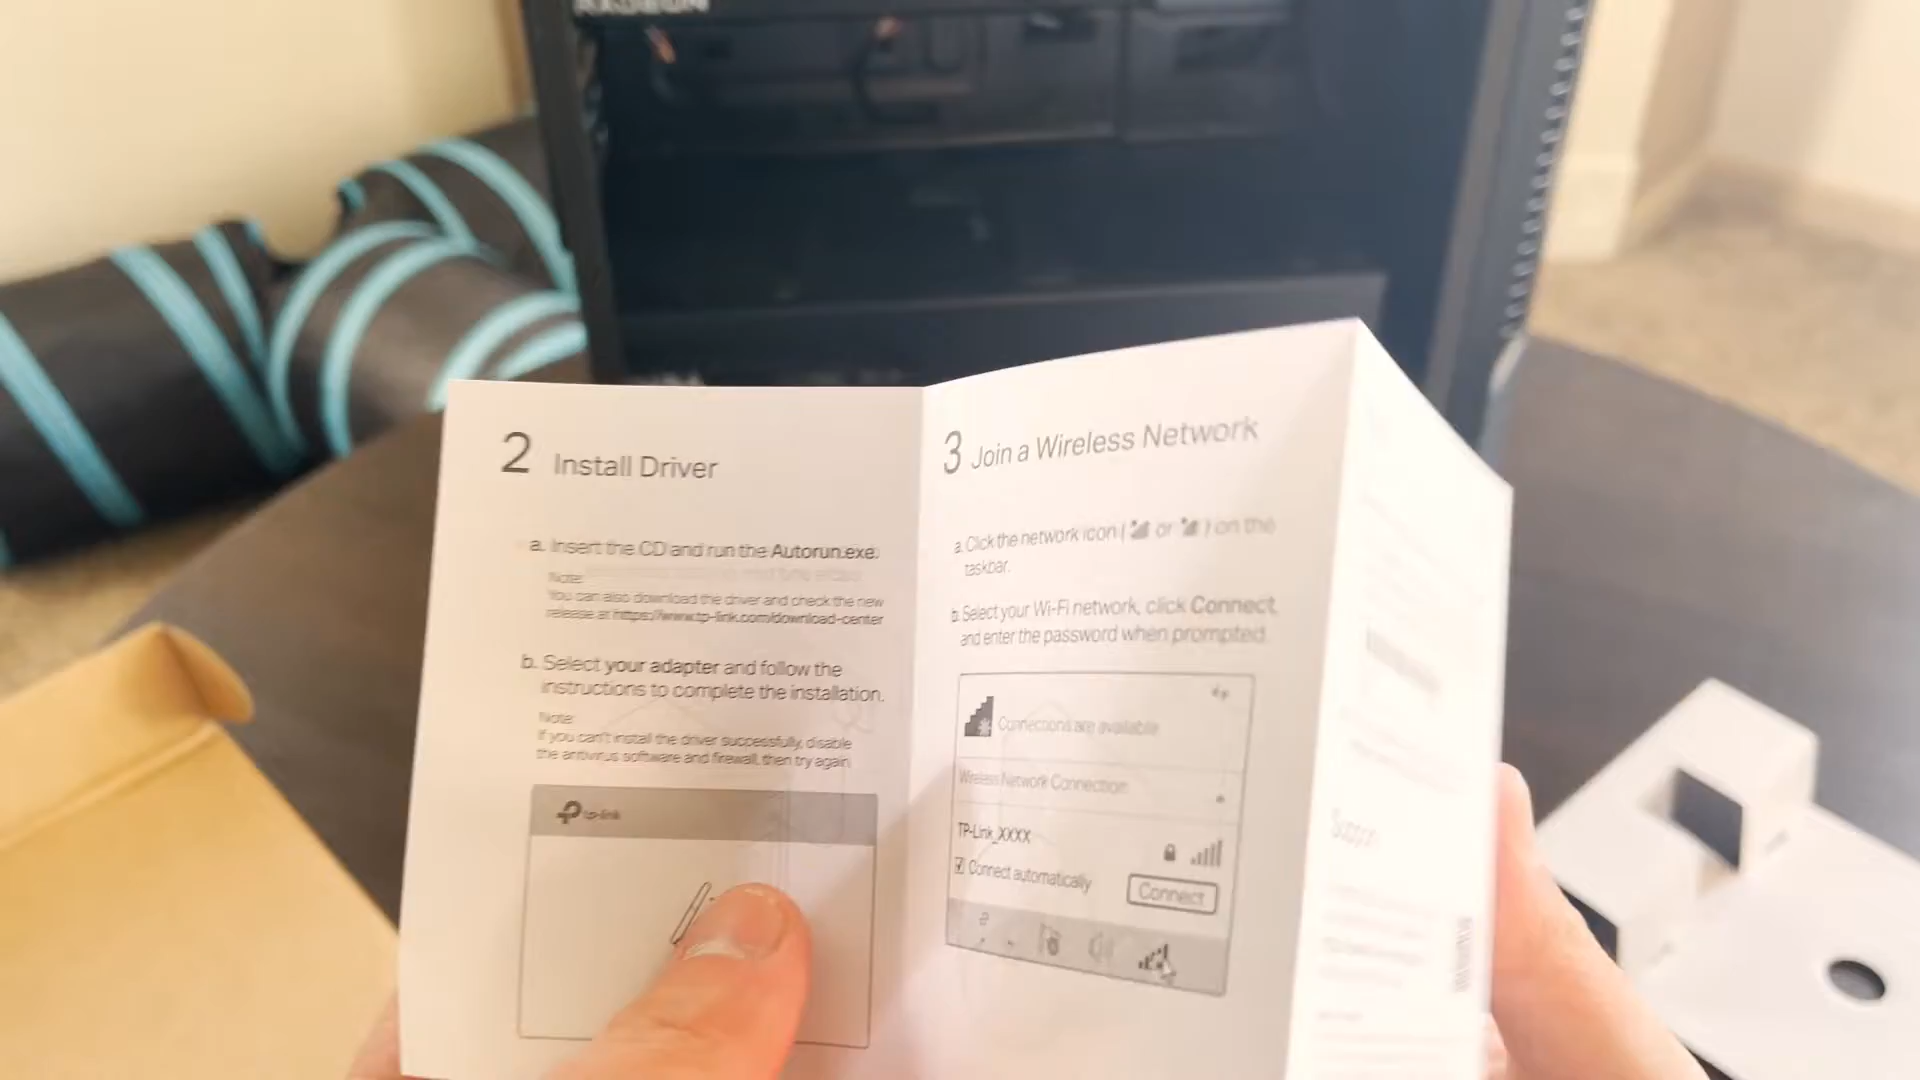 RADEON
2 Install Driver
a. Insert the CD and run the Autorun.exe.
Note:
You can also download the driver and check the new
release at https://www.tp-link.com/download-center
b. Select your adapter and follow the
instructions to complete the installation.
Note:
If you can't install the driver successfully, disable
the antivirus software and firewall, then try again.
tp-link
3 Join a Wireless Network
a. Click the network icon ( or ) on the
taskbar.
b. Select your Wi-Fi network, click Connect,
and enter the password when prompted.
Connections are available
Wireless Network Connection
TP-Link_XXXX
Connect automatically
Connect
Support